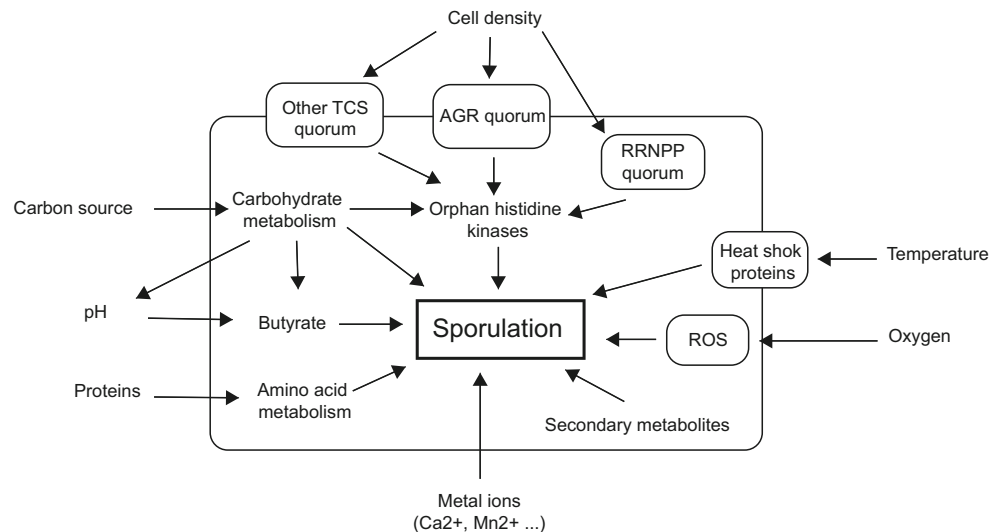 Cell density
Other TCS
quorum
AGR quorum
RRNPP
quorum
Carbon source
Carbohydrate
metabolism
Orphan histidine
kinases
Heat shok
proteins
Temperature
pH
Butyrate
Sporulation
ROS
Oxygen
Proteins
Amino acid
metabolism
Secondary metabolites
Metal ions
(Ca2+, Mn2+ ...)